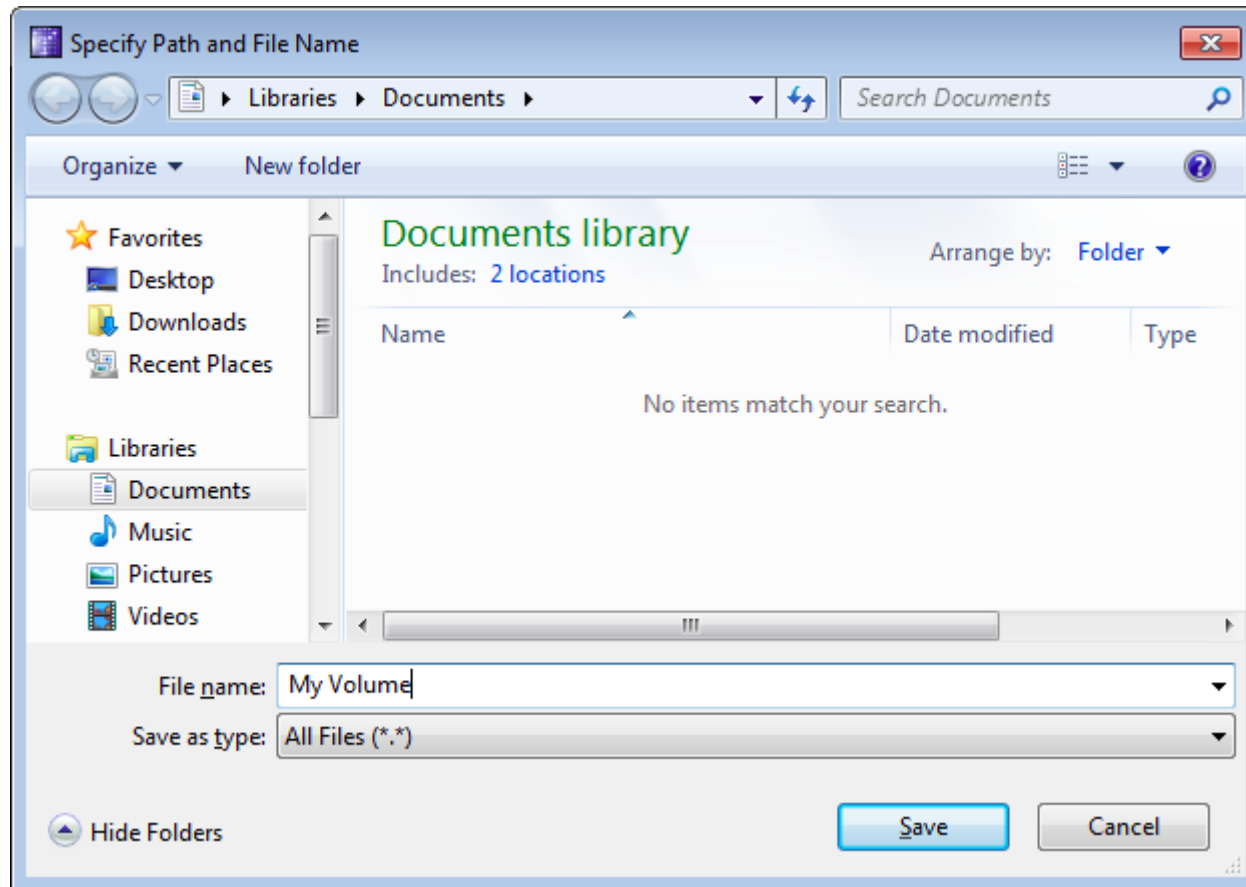 Specify Path and File Name
Libraries Documents
Search Documents
Organize New folder
Favorites
Desktop
Downloads
Recent Places
Libraries
Documents
Music
Pictures
Videos
Documents library
Includes: 2 locations
Arrange by: Folder
Name Date modified Type
No items match your search.
File name: My Volume
Save as type: All Files (*.*)
Hide Folders
Save Cancel